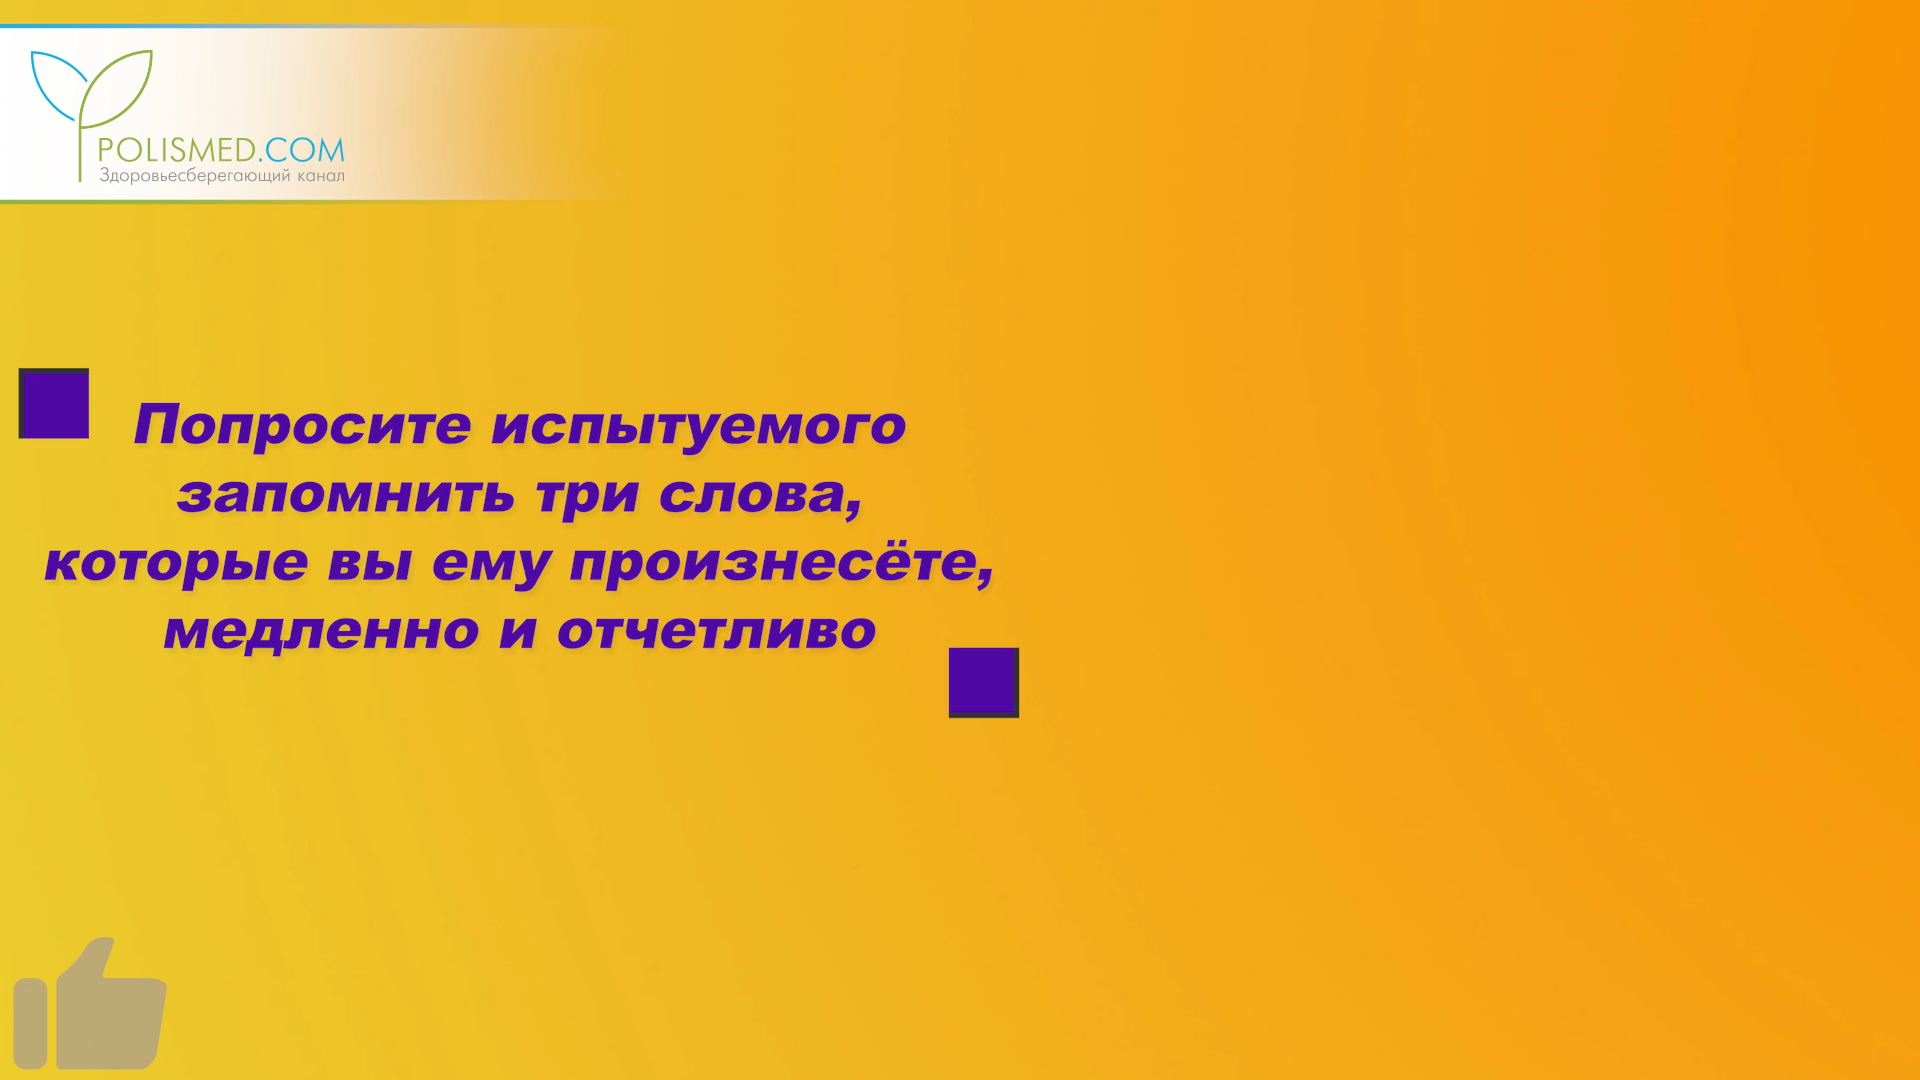 POLISMED.COM
Здоровьесберегающий канал
Попросите испытуемого
запомнить три слова,
которые вы ему произнесёте,
медленно и отчетливо